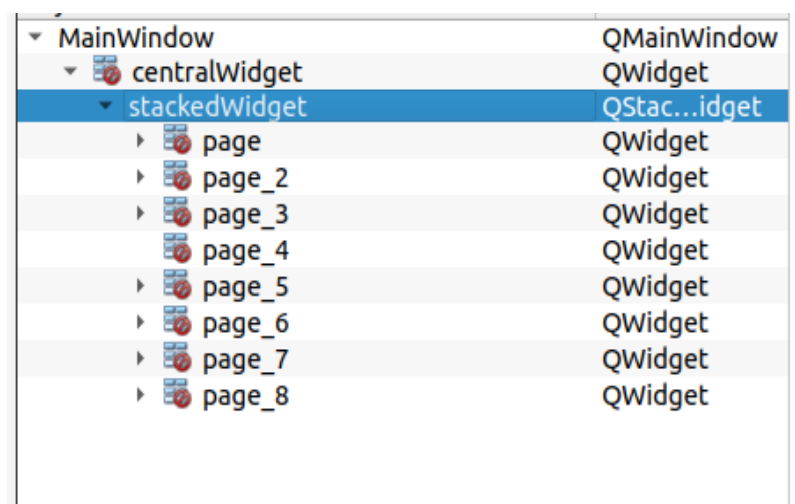 MainWindow QMainWindow
centralWidget QWidget
stackedWidget QStac...idget
page QWidget
page_2 QWidget
page_3 QWidget
page_4 QWidget
page_5 QWidget
page_6 QWidget
page_7 QWidget
page_8 QWidget